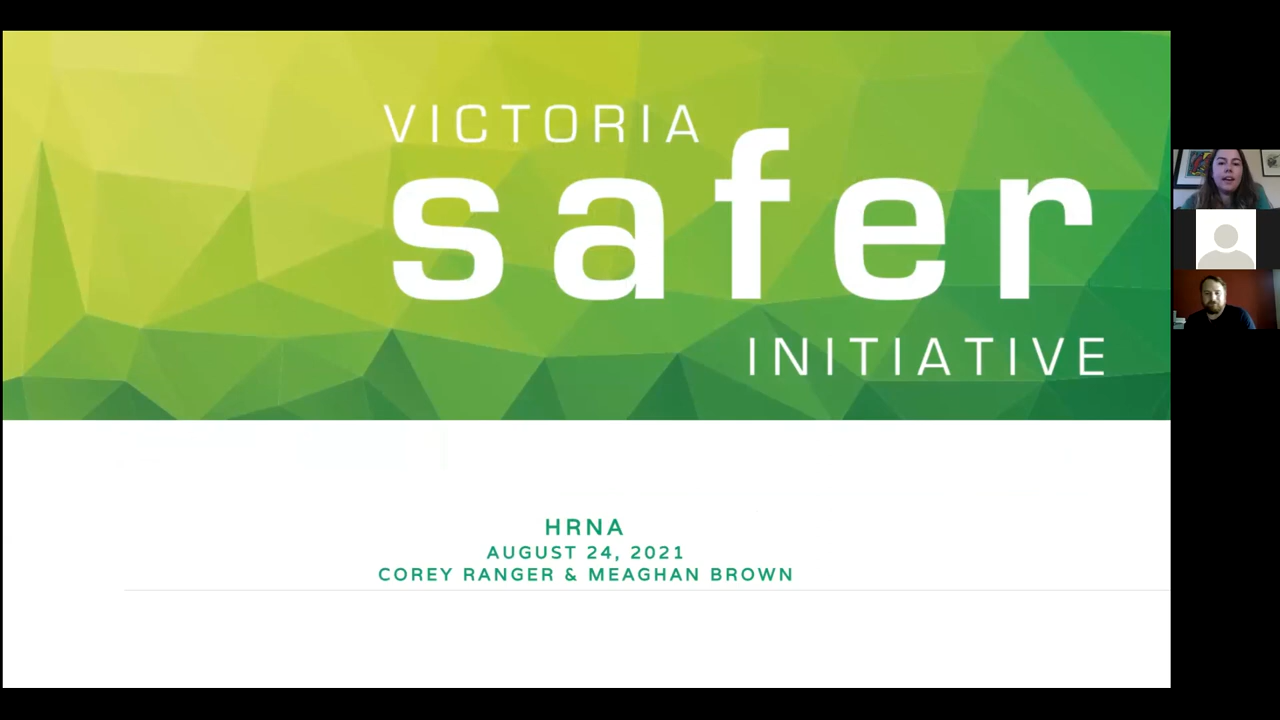 VICTORIA
safer
INITIATIVE
HRNA
AUGUST 24, 2021
COREY RANGER & MEAGHAN BROWN